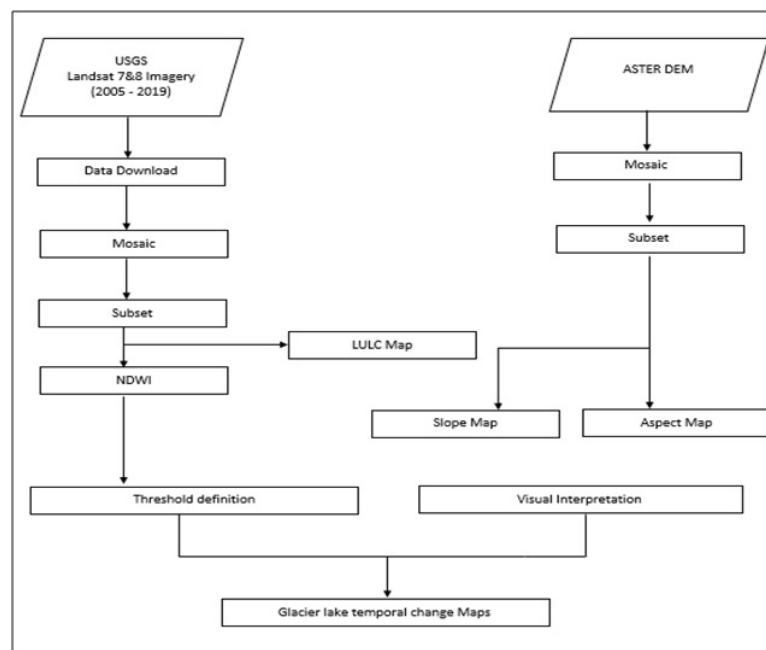 USGS
Landsat 7&8 Imagery
(2005 - 2019)
ASTER DEM
Data Download
Mosaic
Mosaic
Subset
Subset
LULC Map
NDWI
Slope Map
Aspect Map
Threshold definition
Visual Interpretation
Glacier lake temporal change Maps